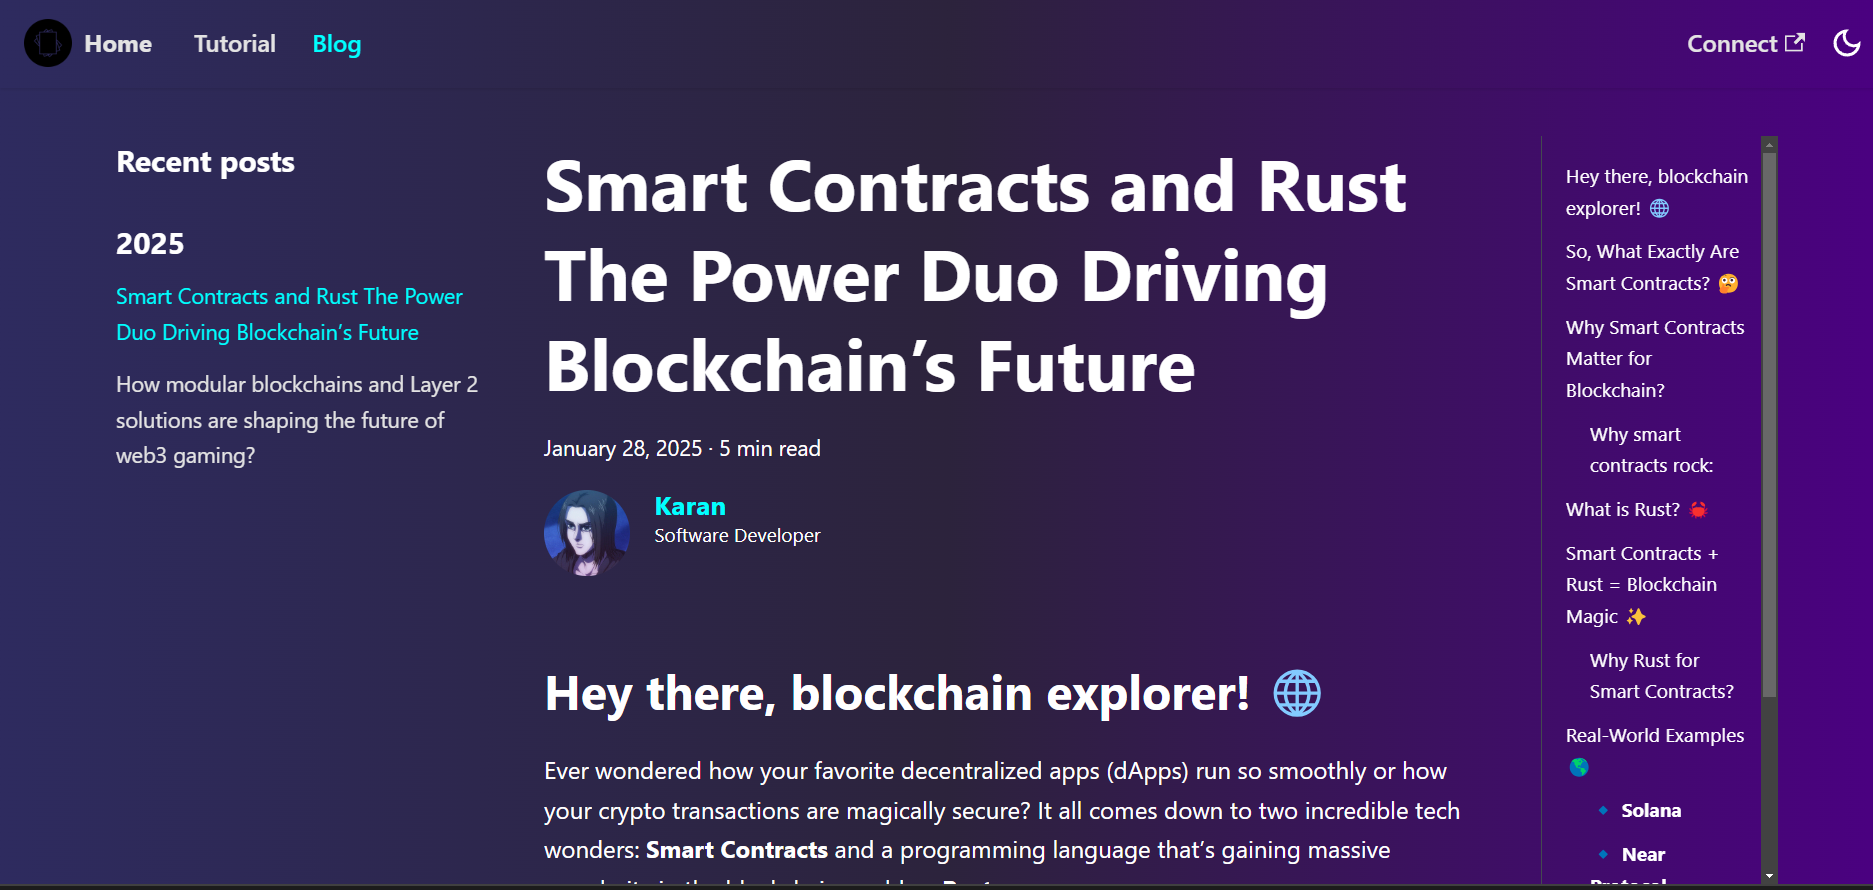 Home Tutorial Blog Connect
Recent posts
2025
Smart Contracts and Rust The Power
Duo Driving Blockchain’s Future
How modular blockchains and Layer 2
solutions are shaping the future of
web3 gaming?
Smart Contracts and Rust
The Power Duo Driving
Blockchain’s Future
January 28, 2025 · 5 min read
Karan
Software Developer
Hey there, blockchain explorer! 🌐
Ever wondered how your favorite decentralized apps (dApps) run so smoothly or how
your crypto transactions are magically secure? It all comes down to two incredible tech
wonders: Smart Contracts and a programming language that’s gaining massive
Hey there, blockchain
explorer! 🌐
So, What Exactly Are
Smart Contracts? 🤔
Why Smart Contracts
Matter for
Blockchain?
Why smart
contracts rock:
What is Rust? 🦀
Smart Contracts +
Rust = Blockchain
Magic ✨
Why Rust for
Smart Contracts?
Real-World Examples
🌎
🔹 Solana
🔹 Near
Protocol